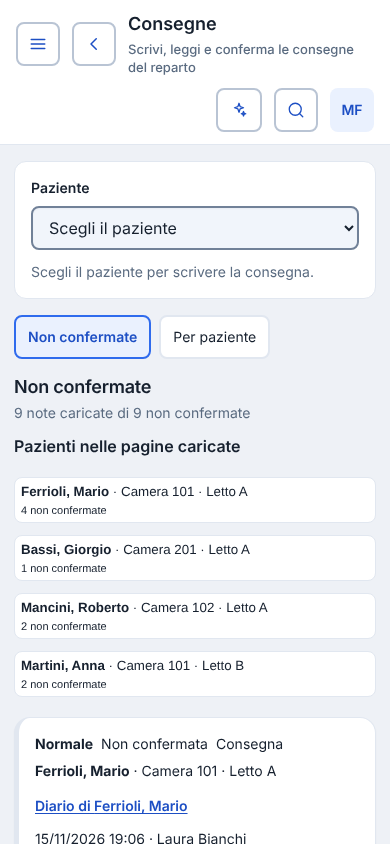 Consegne
Scrivi, leggi e conferma le consegne
del reparto
MF
Paziente
Scegli il paziente
Scegli il paziente per scrivere la consegna.
Non confermate
Per paziente
Non confermate
9 note caricate di 9 non confermate
Pazienti nelle pagine caricate
Ferrioli, Mario · Camera 101 · Letto A
4 non confermate
Bassi, Giorgio · Camera 201 · Letto A
1 non confermate
Mancini, Roberto · Camera 102 · Letto A
2 non confermate
Martini, Anna · Camera 101 · Letto B
2 non confermate
Normale Non confermata Consegna
Ferrioli, Mario · Camera 101 · Letto A
Diario di Ferrioli, Mario
15/11/2026 19:06 · Laura Bianchi